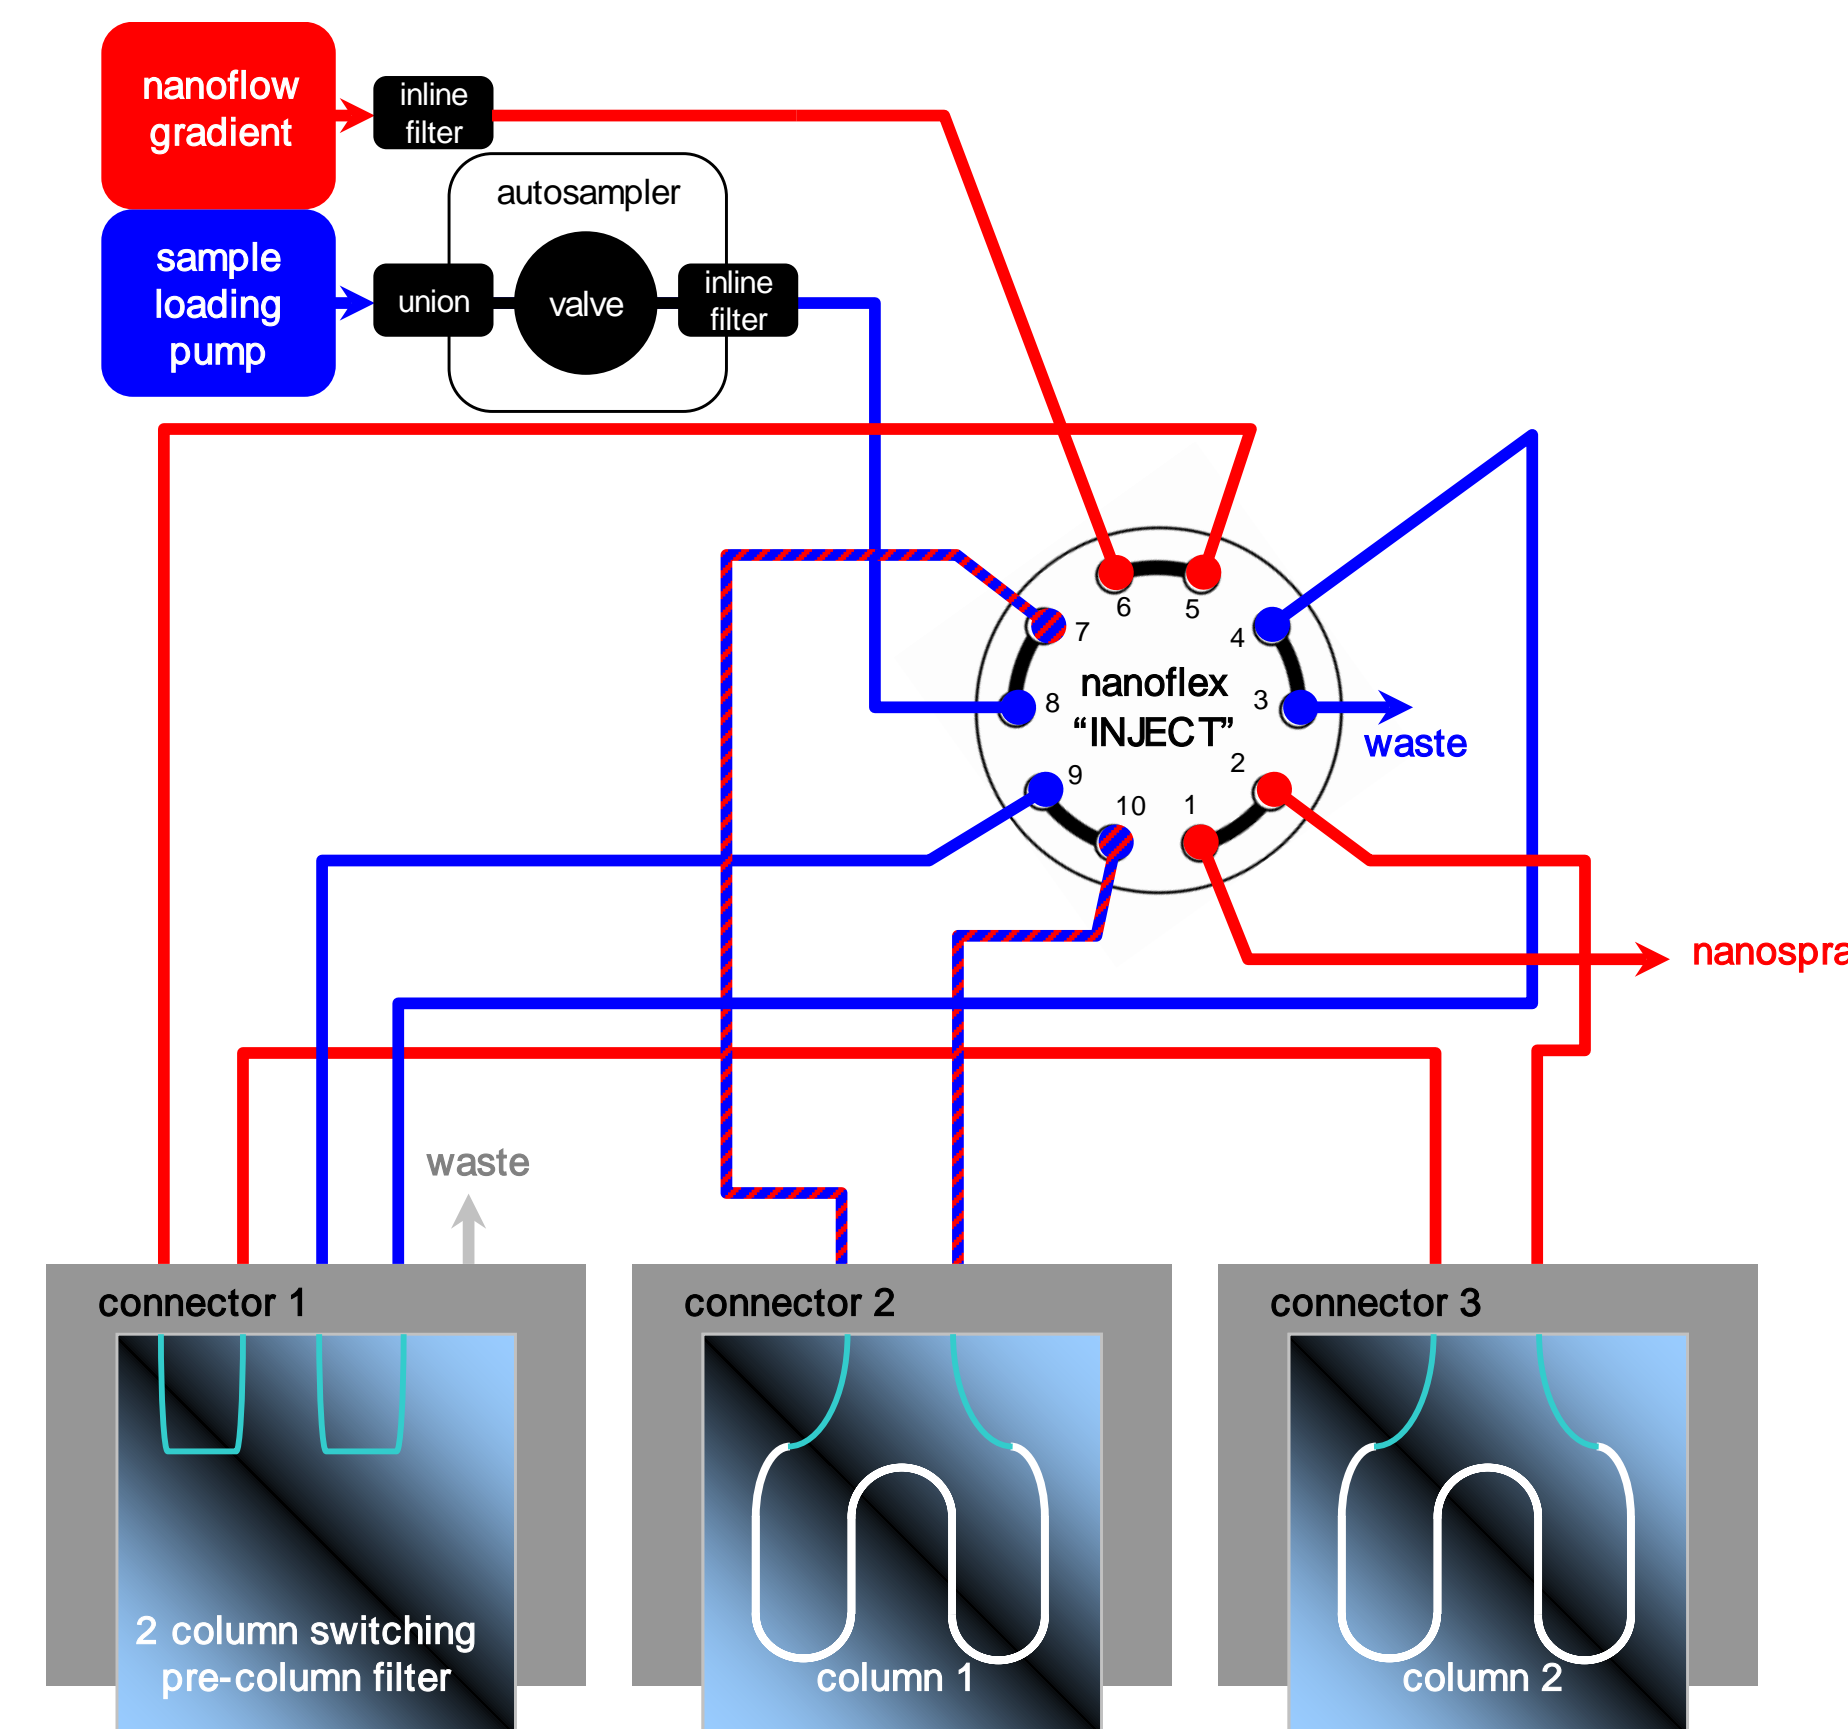 nanoflow
gradient
inline
filter
autosampler
sample
loading
pump
union
valve
inline
filter
6
5
7
4
nanoflex
8
3
"INJECT"
waste
9
2
10
1
nanospra
waste
connector 1
connector 2
connector 3
2 column switching
pre-column filter
column 1
column 2